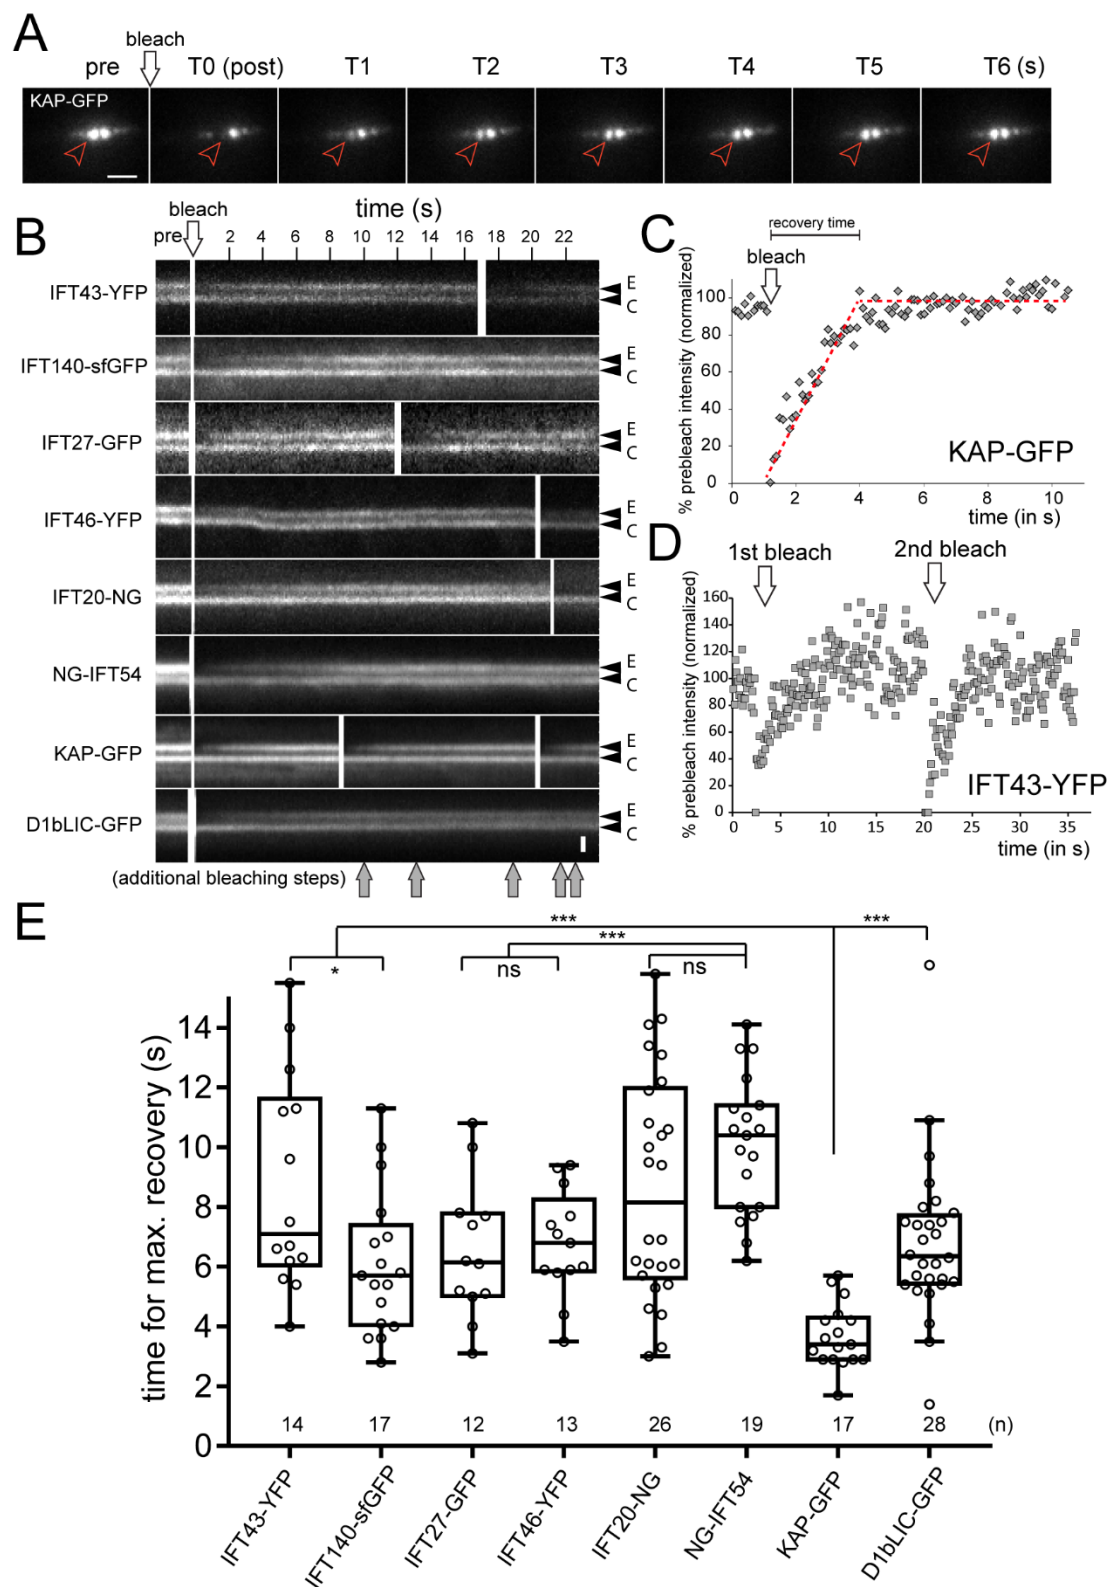 A
bleach
pre
T0 (post)
T1
T2
T3
T4
T5
T6 (s)
KAP-GFP
B
bleach
time (s)
pre
2 4 6 8 10 12 14 16 18 20 22
IFT43-YFP
E
C
IFT140-sfGFP
E
C
IFT27-GFP
E
C
IFT46-YFP
E
C
IFT20-NG
E
C
NG-IFT54
E
C
KAP-GFP
E
C
D1bLIC-GFP
E
C
(additional bleaching steps)
C
recovery time
bleach
% prebleach intensity (normalized)
100
80
60
40
20
0
0 2 4 6 8 10
KAP-GFP
time (in s)
D
1st bleach
2nd bleach
% prebleach intensity (normalized)
160
140
120
100
80
60
40
20
0
0 5 10 15 20 25 30 35
IFT43-YFP
time (in s)
E
***
***
***
*
ns
ns
time for max. recovery (s)
14
12
10
8
6
4
2
0
14 17 12 13 26 19 17 28 (n)
IFT43-YFP
IFT140-sfGFP
IFT27-GFP
IFT46-YFP
IFT20-NG
NG-IFT54
KAP-GFP
D1bLIC-GFP